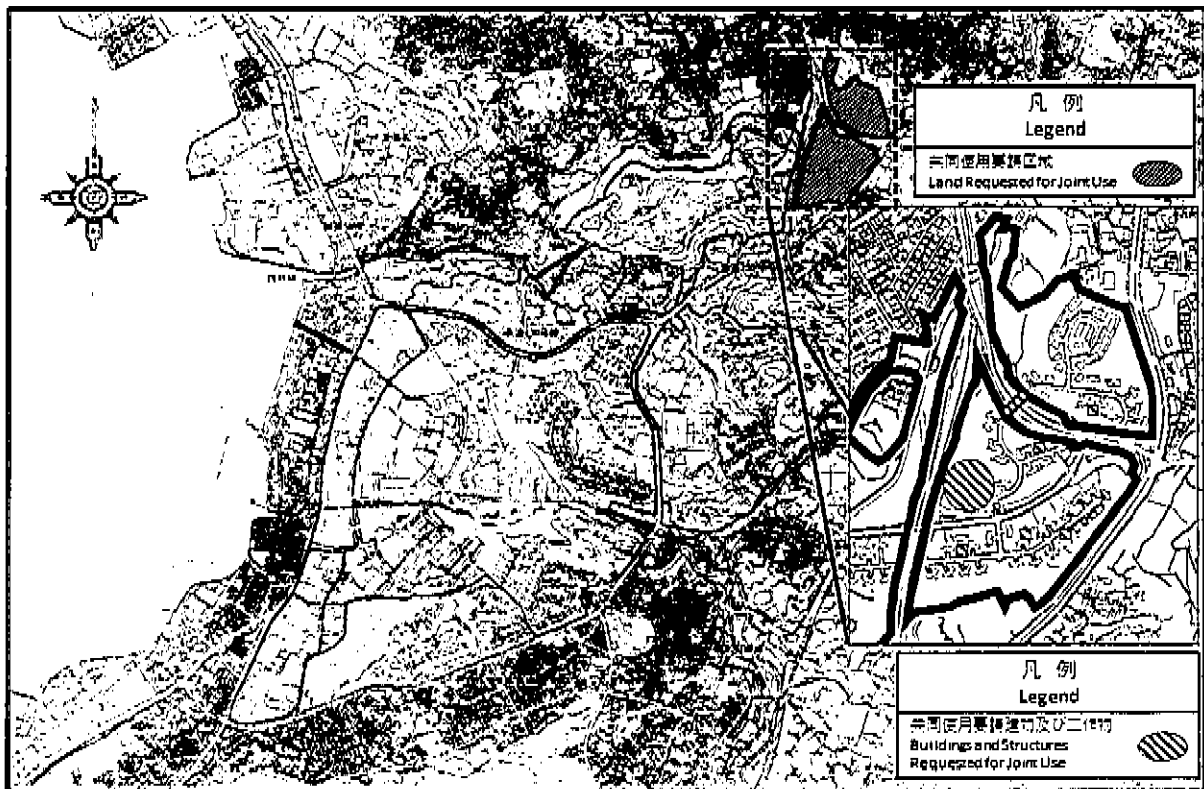 凡 例
Legend
共同使用要請区域
Land Requested for Joint Use
凡 例
Legend
共同使用要請建物及び工作物
Buildings and Structures
Requested for Joint Use